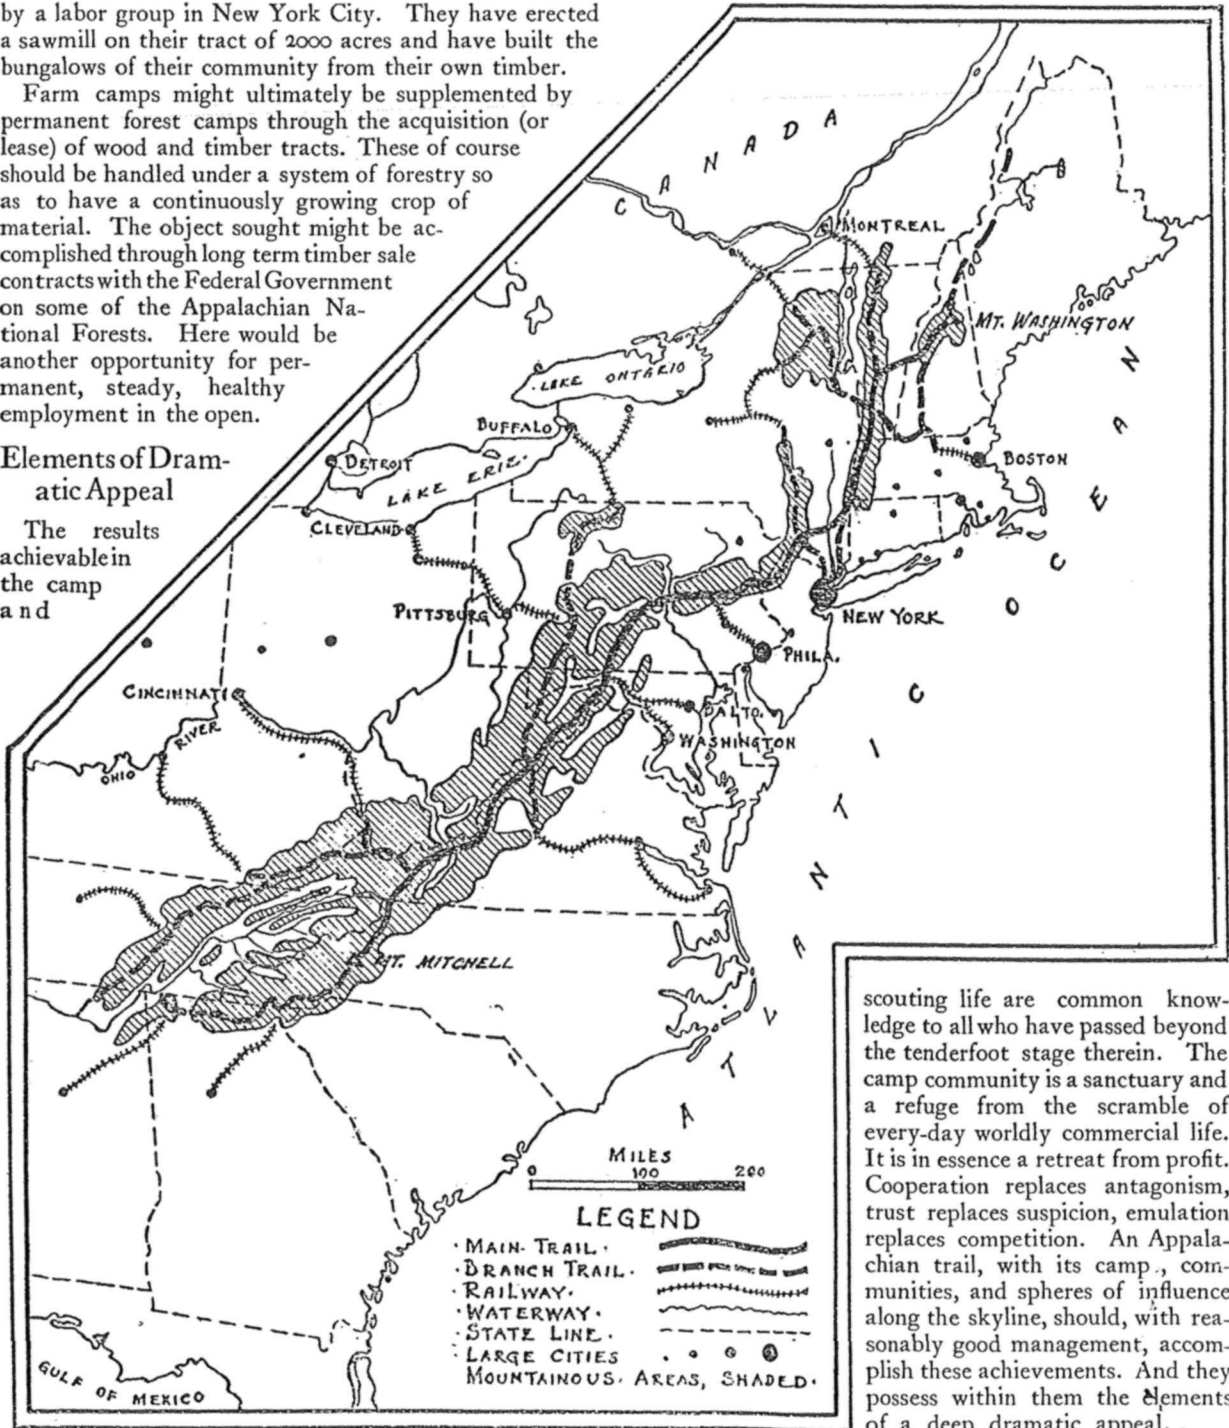 by a labor group in New York City. They have erected
a sawmill on their tract of 2000 acres and have built the
bungalows of their community from their own timber.
Farm camps might ultimately be supplemented by
permanent forest camps through the acquisition (or
lease) of wood and timber tracts. These of course
should be handled under a system of forestry so
as to have a continuously growing crop of
material. The object sought might be ac-
complished through long term timber sale
contracts with the Federal Government
on some of the Appalachian Na-
tional Forests. Here would be
another opportunity for per-
manent, steady, healthy
employment in the open.
Elements of Dram-
atic Appeal
The results
achievable in
the camp
and
CANADA
MONTREAL
MT. WASHINGTON
LAKE ONTARIO
BUFFALO
DETROIT
LAKE ERIE.
BOSTON
CLEVELAND
PITTSBURG
NEW YORK
PHILA.
CINCINNATI
BALTO.
WASHINGTON
OHIO RIVER
MT. MITCHELL
ATLANTIC OCEAN
GULF OF MEXICO
MILES
0 100 200
LEGEND
· MAIN- TRAIL ·
· BRANCH TRAIL ·
· RAILWAY ·
· WATERWAY ·
· STATE LINE ·
· LARGE CITIES
MOUNTAINOUS · AREAS, SHADED ·
scouting life are common know-
ledge to all who have passed beyond
the tenderfoot stage therein. The
camp community is a sanctuary and
a refuge from the scramble of
every-day worldly commercial life.
It is in essence a retreat from profit.
Cooperation replaces antagonism,
trust replaces suspicion, emulation
replaces competition. An Appala-
chian trail, with its camp, com-
munities, and spheres of influence
along the skyline, should, with rea-
sonably good management, accom-
plish these achievements. And they
possess within them the elements
of a deep dramatic appeal.